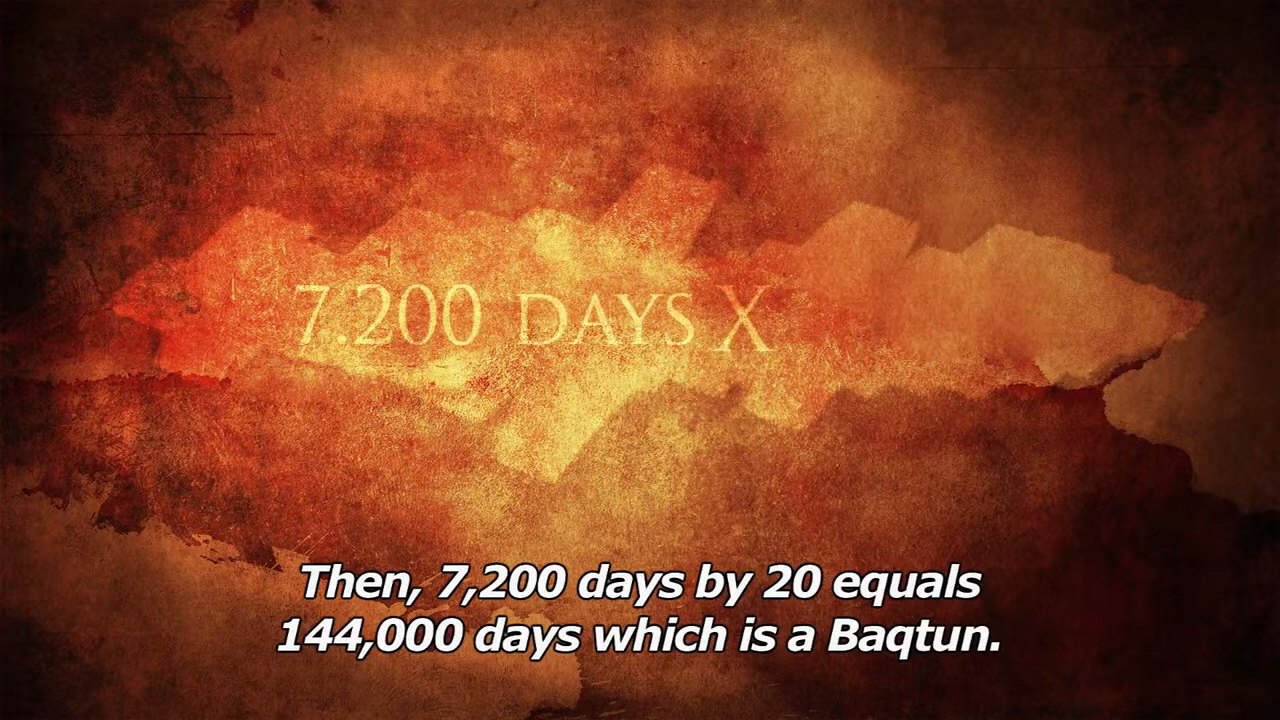 7.200 DAYS X
Then, 7,200 days by 20 equals
144,000 days which is a Baqtun.